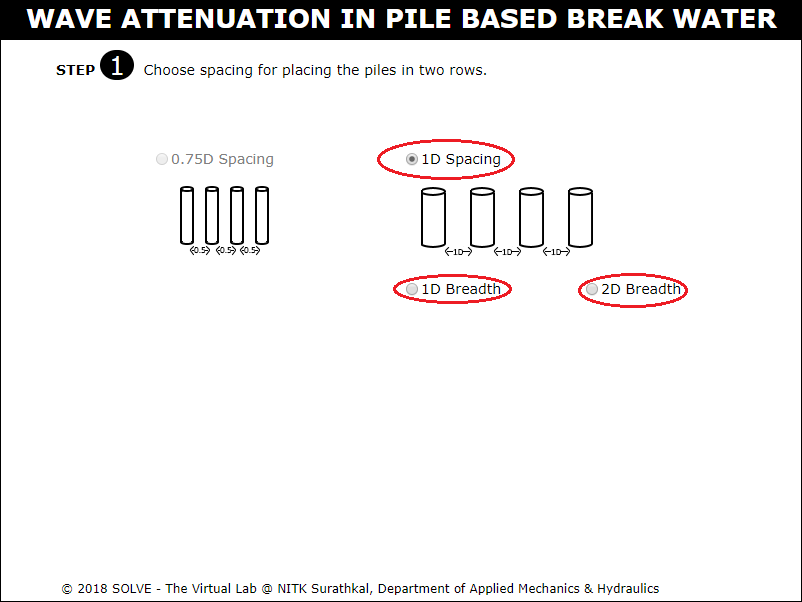 WAVE ATTENUATION IN PILE BASED BREAK WATER
STEP 1 Choose spacing for placing the piles in two rows.
0.75D Spacing
1D Spacing
0.5 0.5 0.5
1D 1D 1D
1D Breadth
2D Breadth
© 2018 SOLVE - The Virtual Lab @ NITK Surathkal, Department of Applied Mechanics & Hydraulics